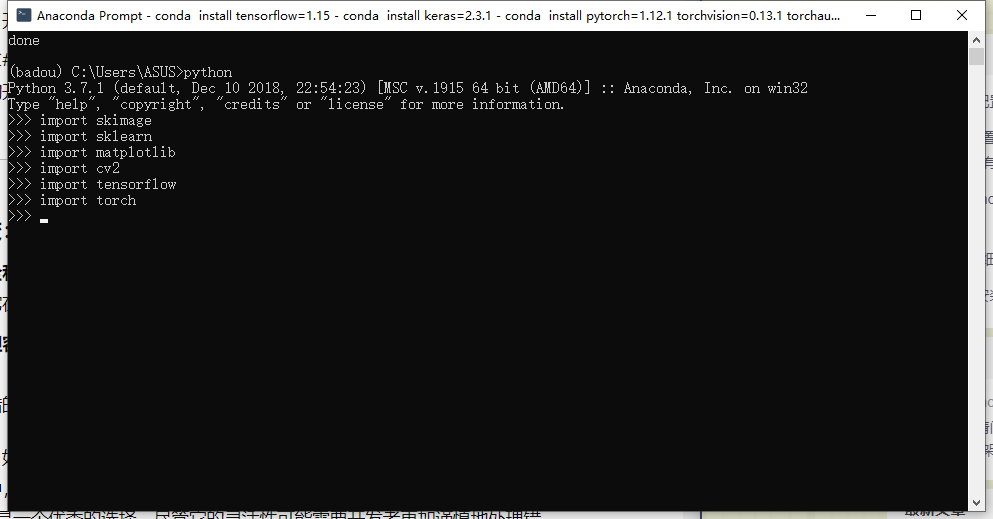 Anaconda Prompt - conda install tensorflow=1.15 - conda install keras=2.3.1 - conda install pytorch=1.12.1 torchvision=0.13.1 torchau...
done
(badou) C:\Users\ASUS>python
Python 3.7.1 (default, Dec 10 2018, 22:54:23) [MSC v.1915 64 bit (AMD64)] :: Anaconda, Inc. on win32
Type "help", "copyright", "credits" or "license" for more information.
>>> import skimage
>>> import sklearn
>>> import matplotlib
>>> import cv2
>>> import tensorflow
>>> import torch
>>>